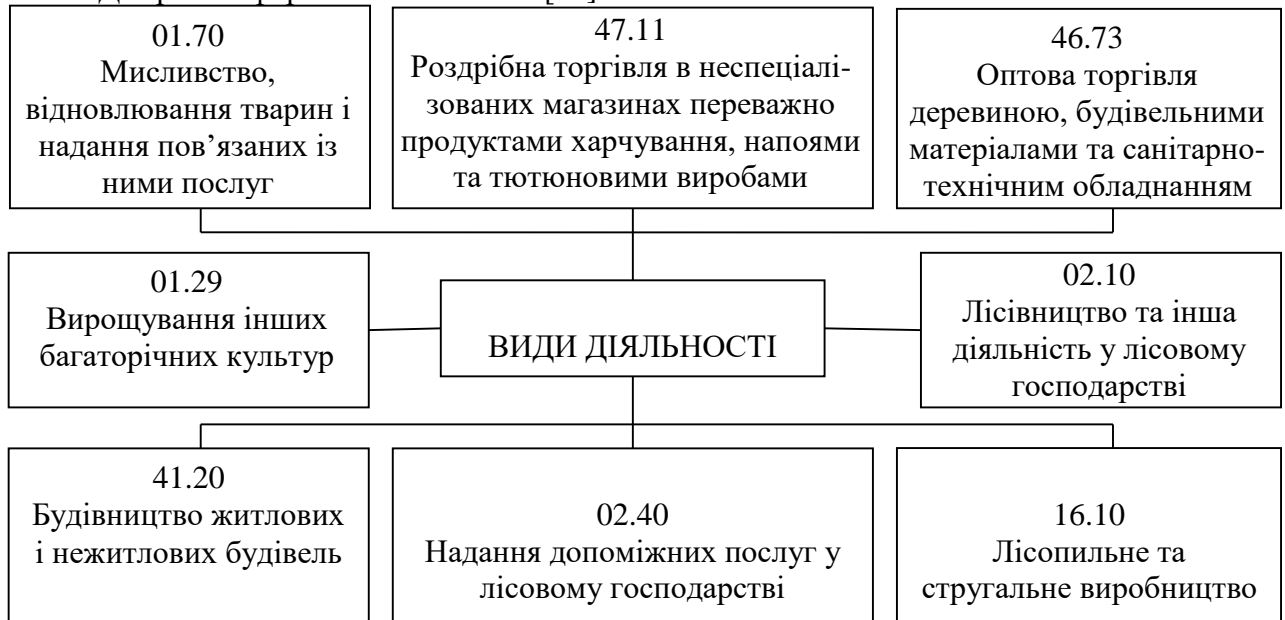 01.70
Мисливство,
відновлювання тварин і
надання пов’язаних із
ними послуг
47.11
Роздрібна торгівля в неспеціалі-
зованих магазинах переважно
продуктами харчування, напоями
та тютюновими виробами
46.73
Оптова торгівля
деревиною, будівельними
матеріалами та санітарно-
технічним обладнанням
01.29
Вирощування інших
багаторічних культур
ВИДИ ДІЯЛЬНОСТІ
02.10
Лісівництво та інша
діяльність у лісовому
господарстві
41.20
Будівництво житлових
і нежитлових будівель
02.40
Надання допоміжних послуг у
лісовому господарстві
16.10
Лісопильне та
стругальне виробництво